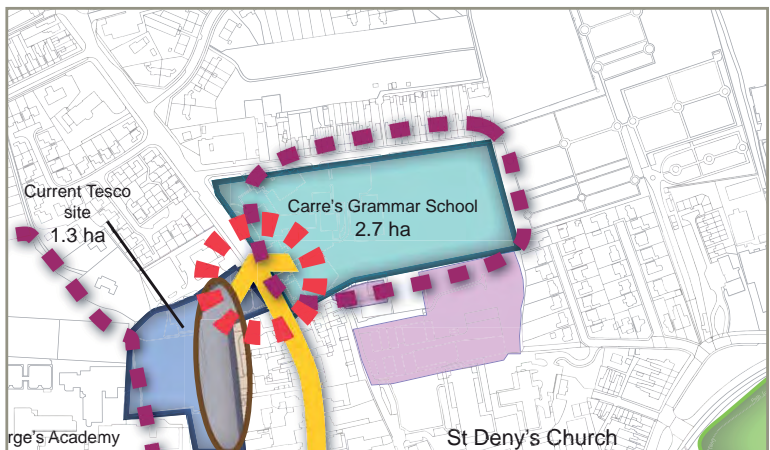 Current Tesco
site
1.3 ha
Carre's Grammar School
2.7 ha
rge's Academy
St Deny's Church